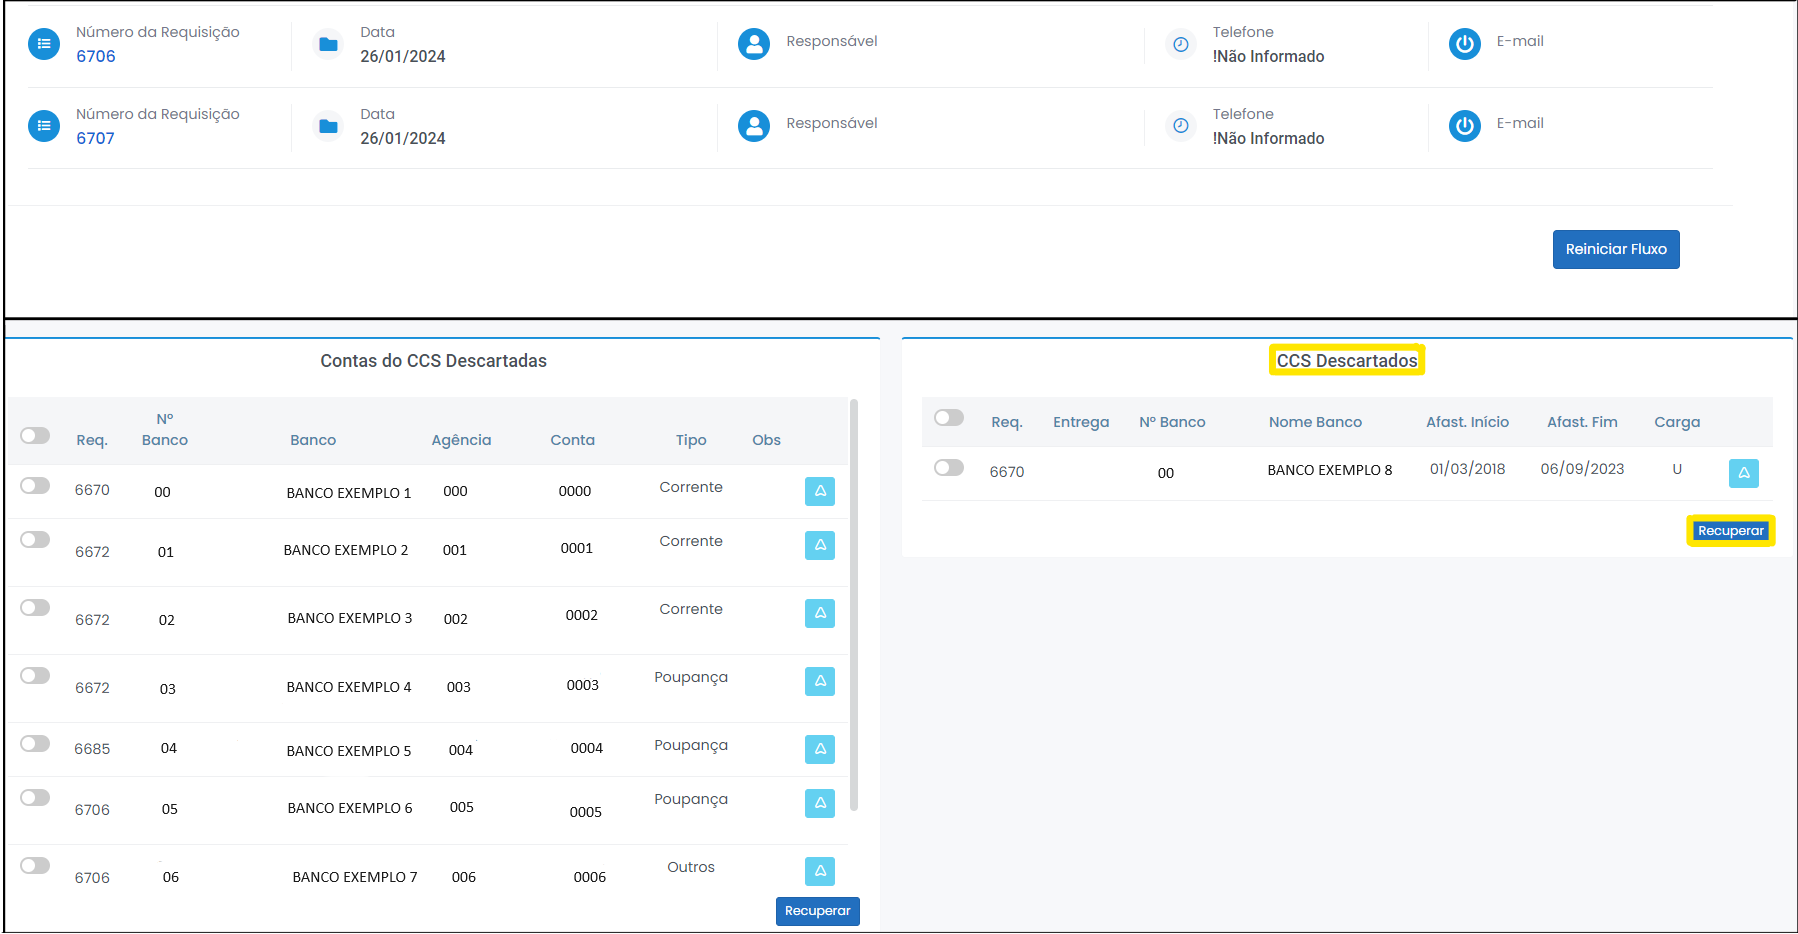 Número da Requisição Data Responsável Telefone E-mail
6706 26/01/2024 !Não Informado
Número da Requisição Data Responsável Telefone E-mail
6707 26/01/2024 !Não Informado
Reiniciar Fluxo
Contas do CCS Descartadas
Req. Nº Banco Banco Agência Conta Tipo Obs
6670 00 BANCO EXEMPLO 1 000 0000 Corrente
6672 01 BANCO EXEMPLO 2 001 0001 Corrente
6672 02 BANCO EXEMPLO 3 002 0002 Corrente
6672 03 BANCO EXEMPLO 4 003 0003 Poupança
6685 04 BANCO EXEMPLO 5 004 0004 Poupança
6706 05 BANCO EXEMPLO 6 005 0005 Poupança
6706 06 BANCO EXEMPLO 7 006 0006 Outros
Recuperar
CCS Descartados
Req. Entrega Nº Banco Nome Banco Afast. Início Afast. Fim Carga
6670 00 BANCO EXEMPLO 8 01/03/2018 06/09/2023 U
Recuperar